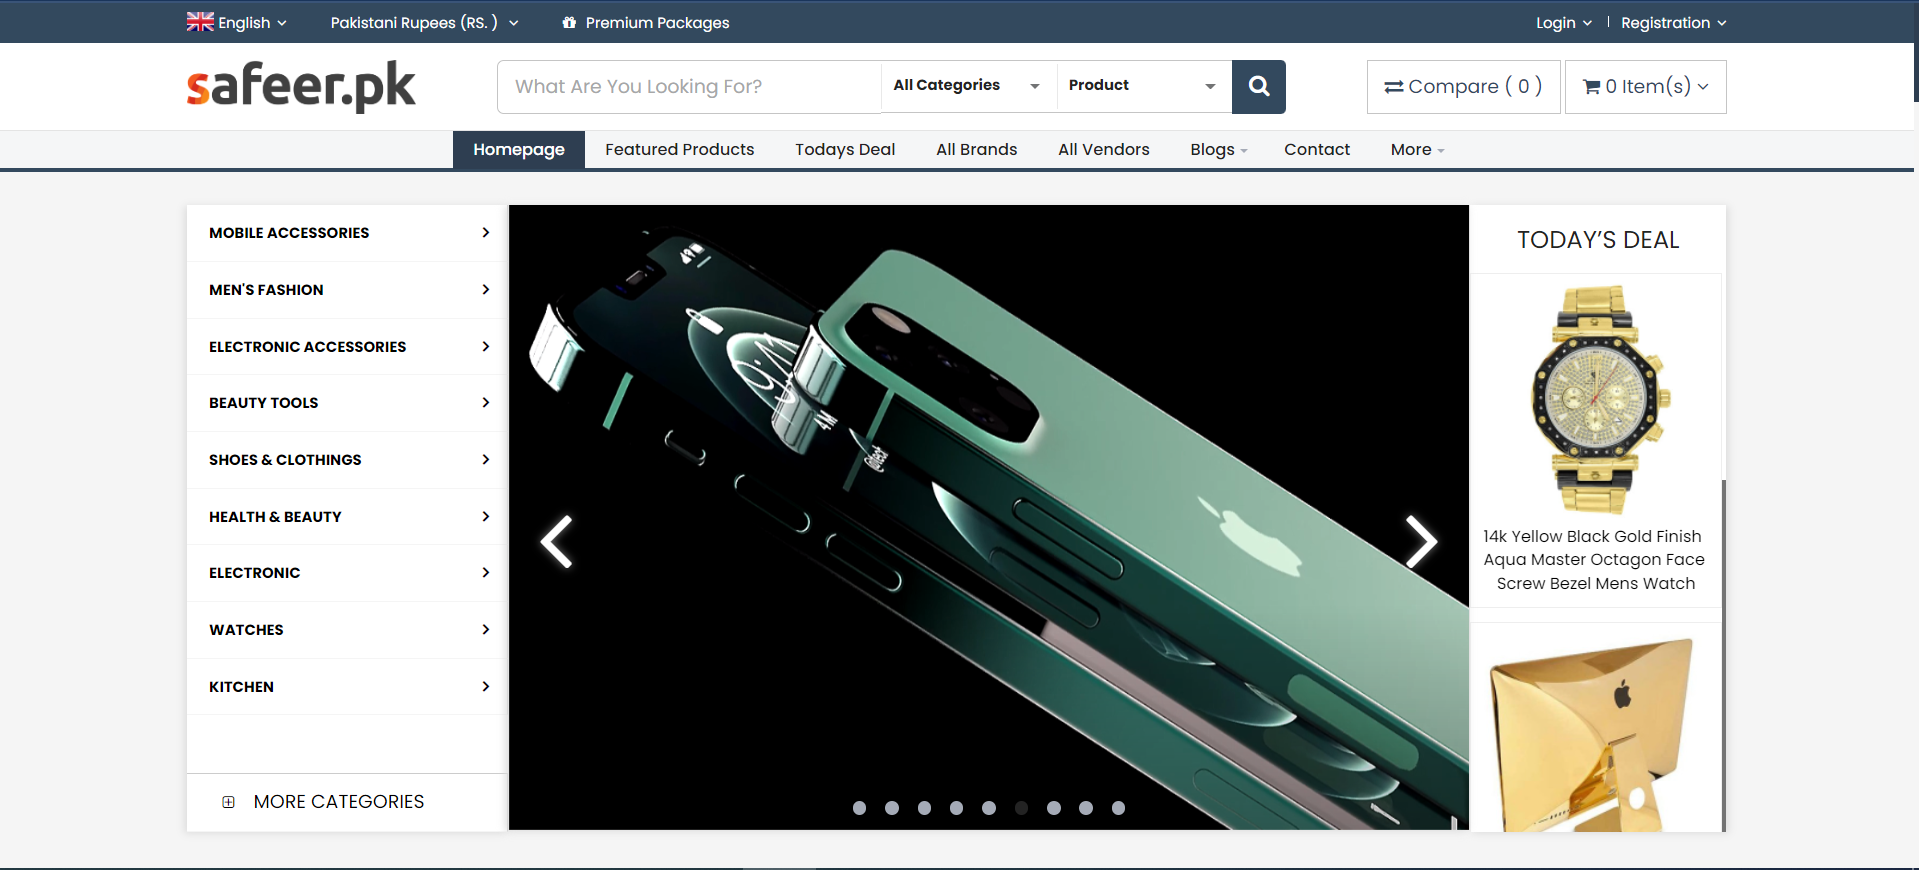 English
Pakistani Rupees (RS. )
Premium Packages
Login
Registration
safeer.pk
What Are You Looking For?
All Categories
Product
Compare ( 0 )
0 Item(s)
Homepage
Featured Products
Todays Deal
All Brands
All Vendors
Blogs
Contact
More
MOBILE ACCESSORIES
MEN'S FASHION
ELECTRONIC ACCESSORIES
BEAUTY TOOLS
SHOES & CLOTHINGS
HEALTH & BEAUTY
ELECTRONIC
WATCHES
KITCHEN
MORE CATEGORIES
TODAY'S DEAL
14k Yellow Black Gold Finish
Aqua Master Octagon Face
Screw Bezel Mens Watch